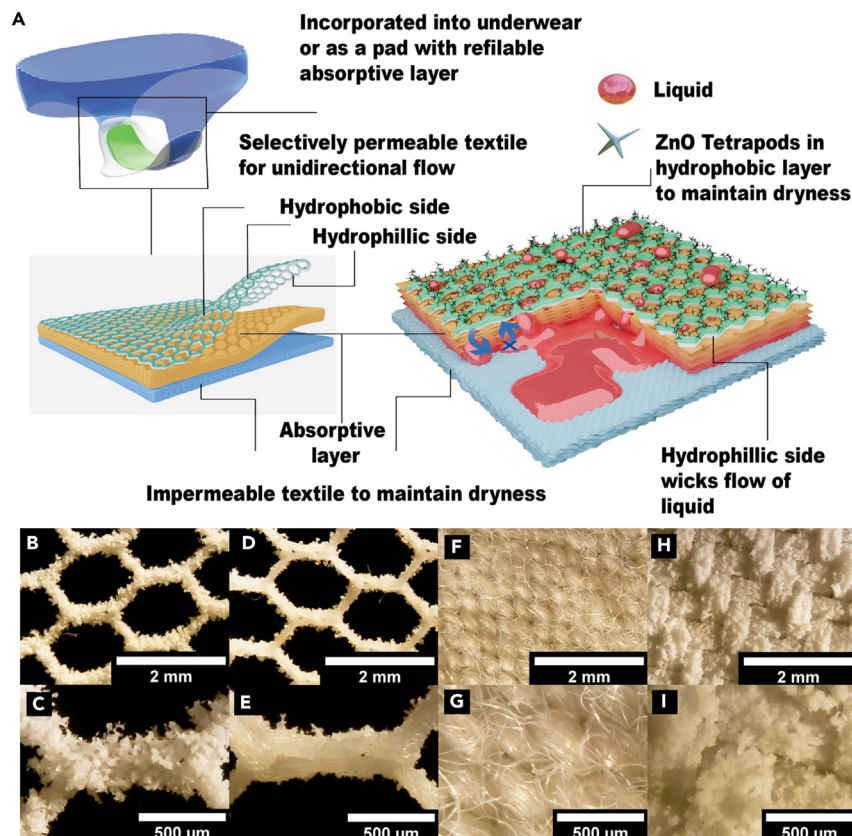 A
Incorporated into underwear
or as a pad with refilable
absorptive layer
Liquid
Selectively permeable textile
for unidirectional flow
ZnO Tetrapods in
hydrophobic layer
to maintain dryness
Hydrophobic side
Hydrophillic side
Absorptive
layer
Impermeable textile to maintain dryness
Hydrophillic side
wicks flow of
liquid
B
2 mm
D
2 mm
F
2 mm
H
2 mm
C
500 µm
E
500 µm
G
500 µm
I
500 µm